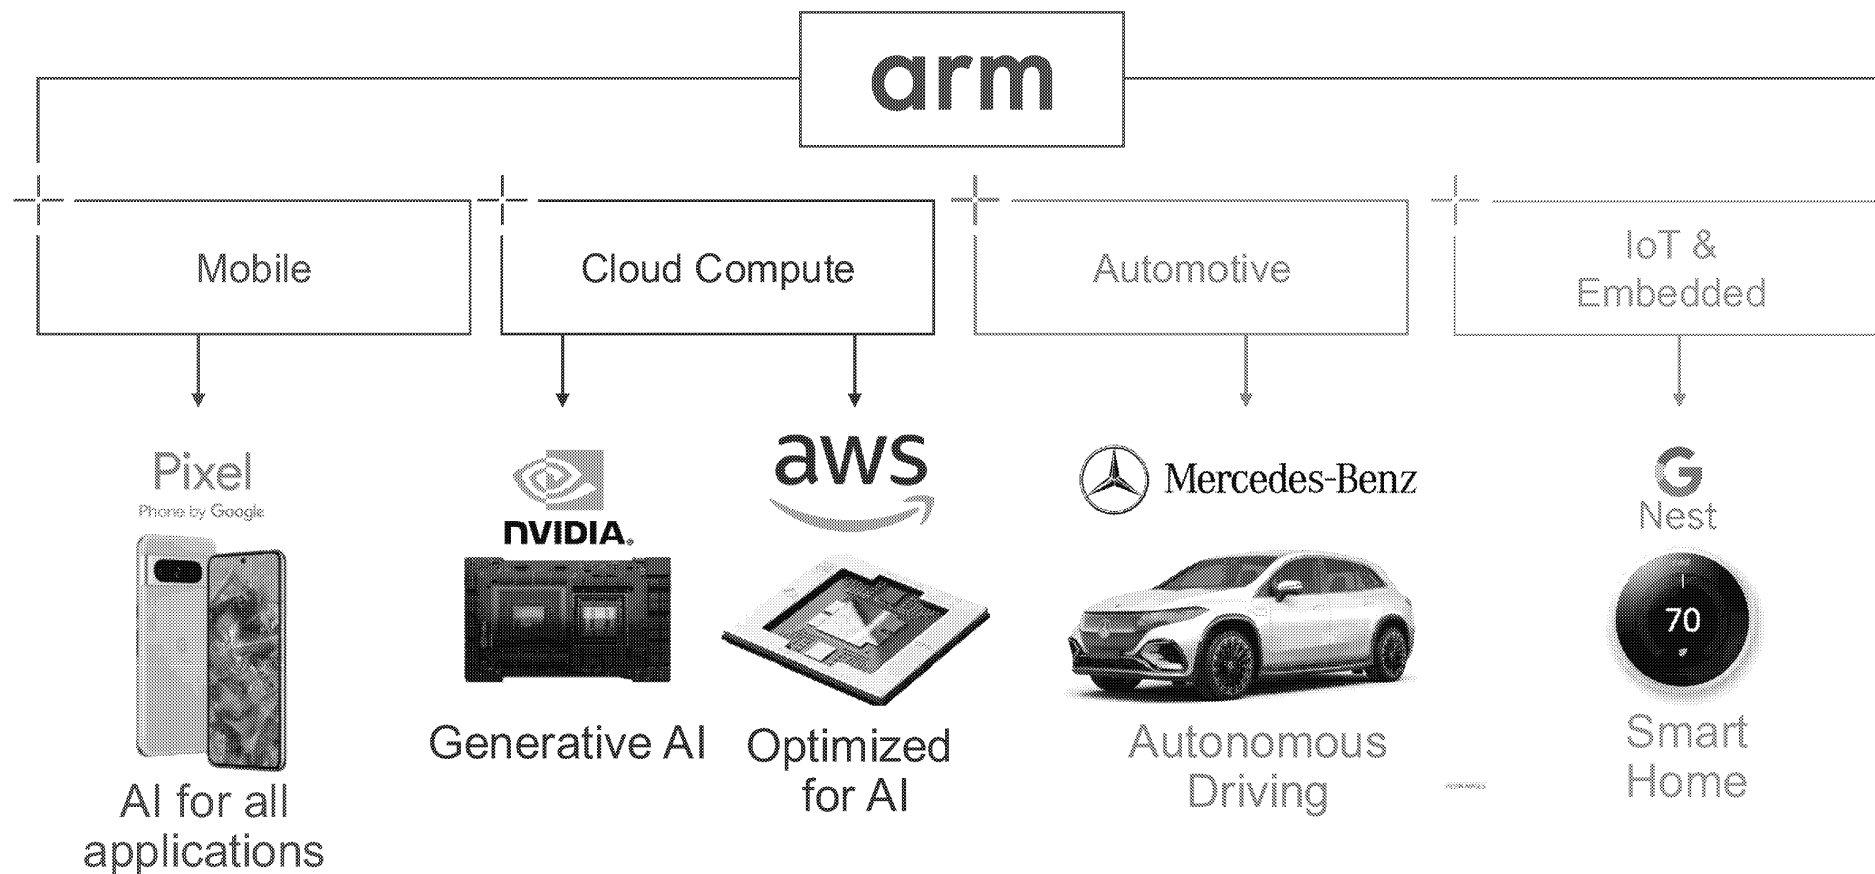 arm
Mobile
Cloud Compute
Automotive
IoT &
Embedded
Pixel
Phone by Google
NVIDIA.
aws
Mercedes-Benz
G
Nest
70
Generative AI
Optimized
for AI
Autonomous
Driving
Smart
Home
AI for all
applications